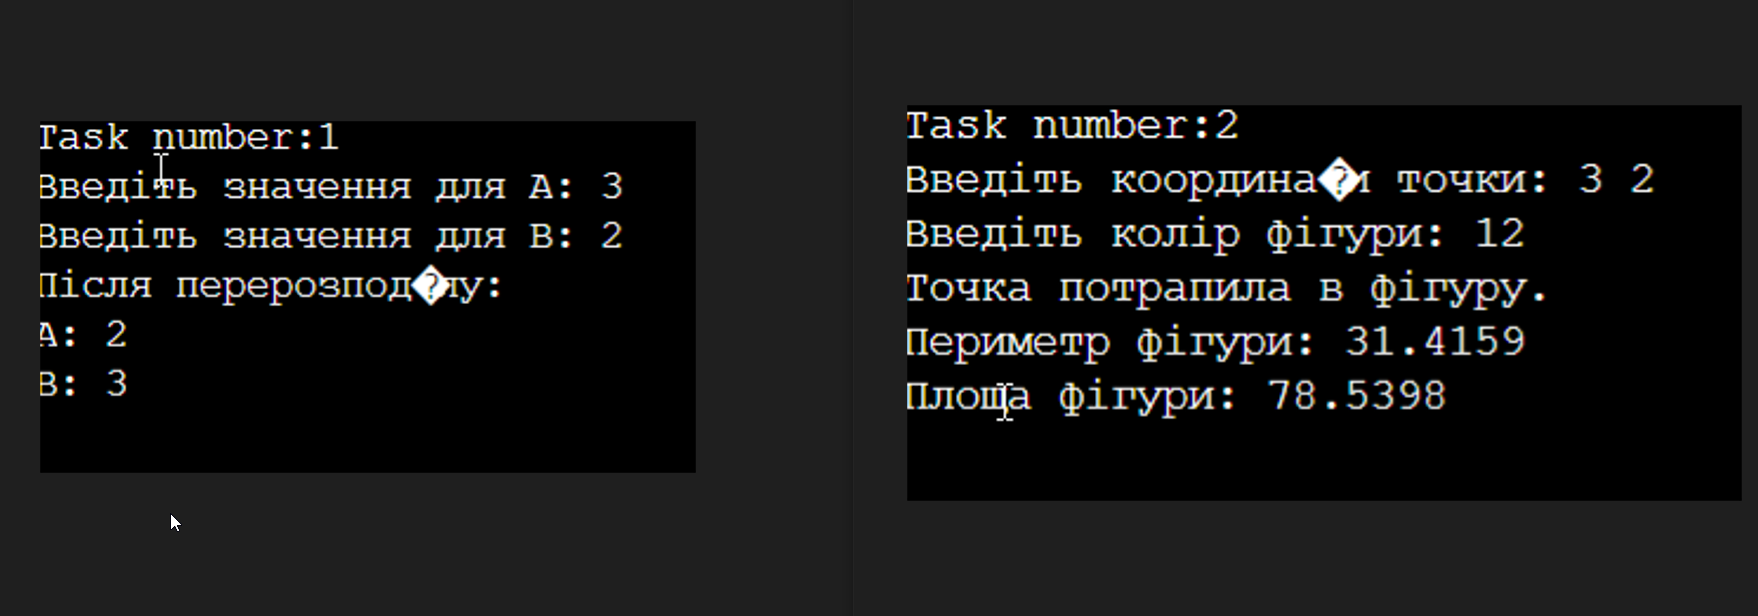 Task number:1
Введіть значення для A: 3
Введіть значення для B: 2
Після перерозпод�лу:
A: 2
B: 3
Task number:2
Введіть координа�и точки: 3 2
Введіть колір фігури: 12
Точка потрапила в фігуру.
Периметр фігури: 31.4159
Площа фігури: 78.5398